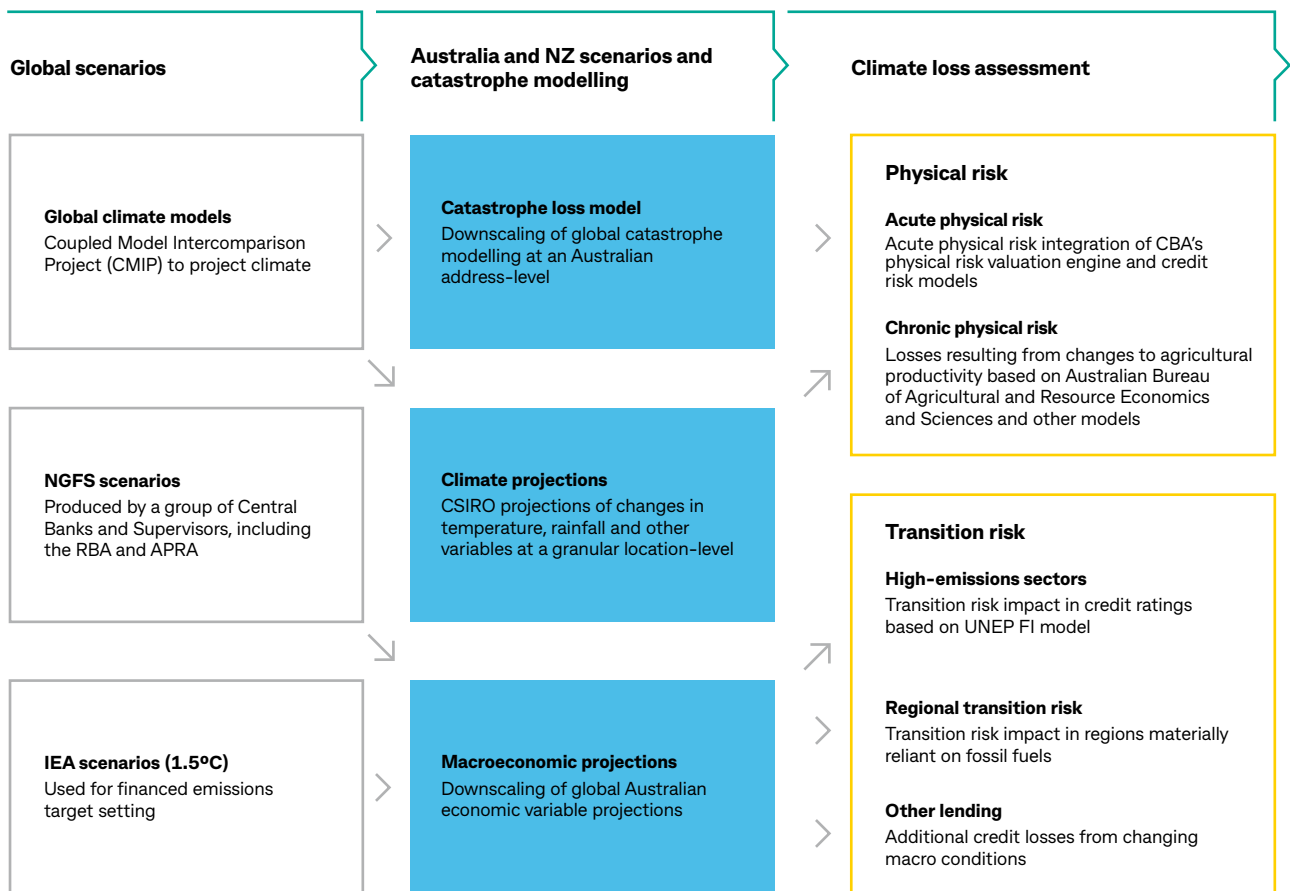 Global scenarios
Australia and NZ scenarios and
catastrophe modelling
Climate loss assessment
Global climate models
Coupled Model Intercomparison
Project (CMIP) to project climate
Catastrophe loss model
Downscaling of global catastrophe
modelling at an Australian
address-level
Physical risk
Acute physical risk
Acute physical risk integration of CBA's
physical risk valuation engine and credit
risk models
Chronic physical risk
Losses resulting from changes to agricultural
productivity based on Australian Bureau
of Agricultural and Resource Economics
and Sciences and other models
NGFS scenarios
Produced by a group of Central
Banks and Supervisors, including
the RBA and APRA
Climate projections
CSIRO projections of changes in
temperature, rainfall and other
variables at a granular location-level
Transition risk
High-emissions sectors
Transition risk impact in credit ratings
based on UNEP FI model
Regional transition risk
Transition risk impact in regions materially
reliant on fossil fuels
Other lending
Additional credit losses from changing
macro conditions
IEA scenarios (1.5ºC)
Used for financed emissions
target setting
Macroeconomic projections
Downscaling of global Australian
economic variable projections